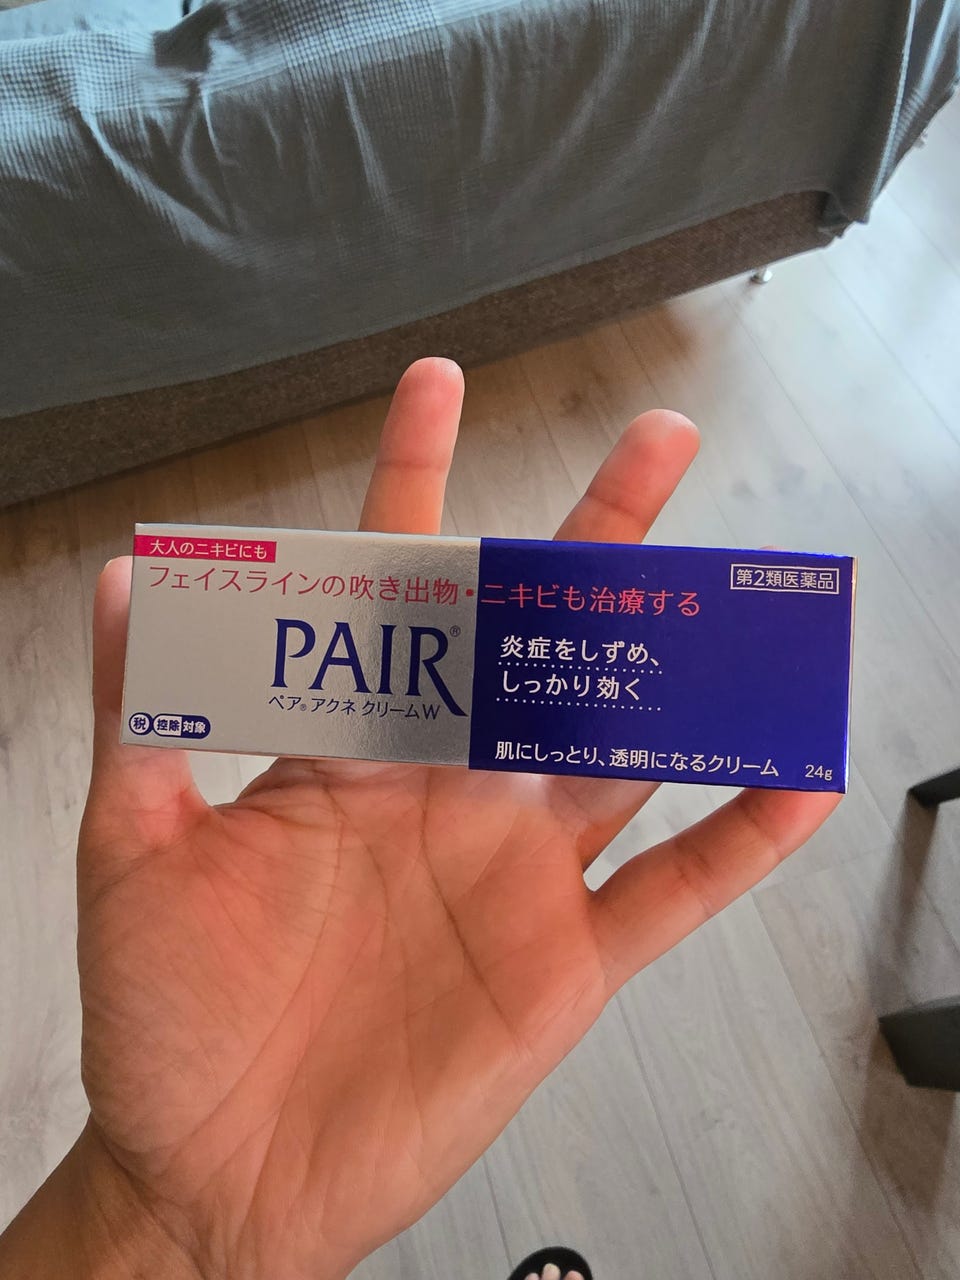 大人のニキビにも
フェイスラインの吹き出物・ニキビも治療する
第2類医薬品
PAIR®
ペア®アクネ クリームW
炎症をしずめ、
しっかり効く
税 控除 対象
肌にしっとり、透明になるクリーム 24g